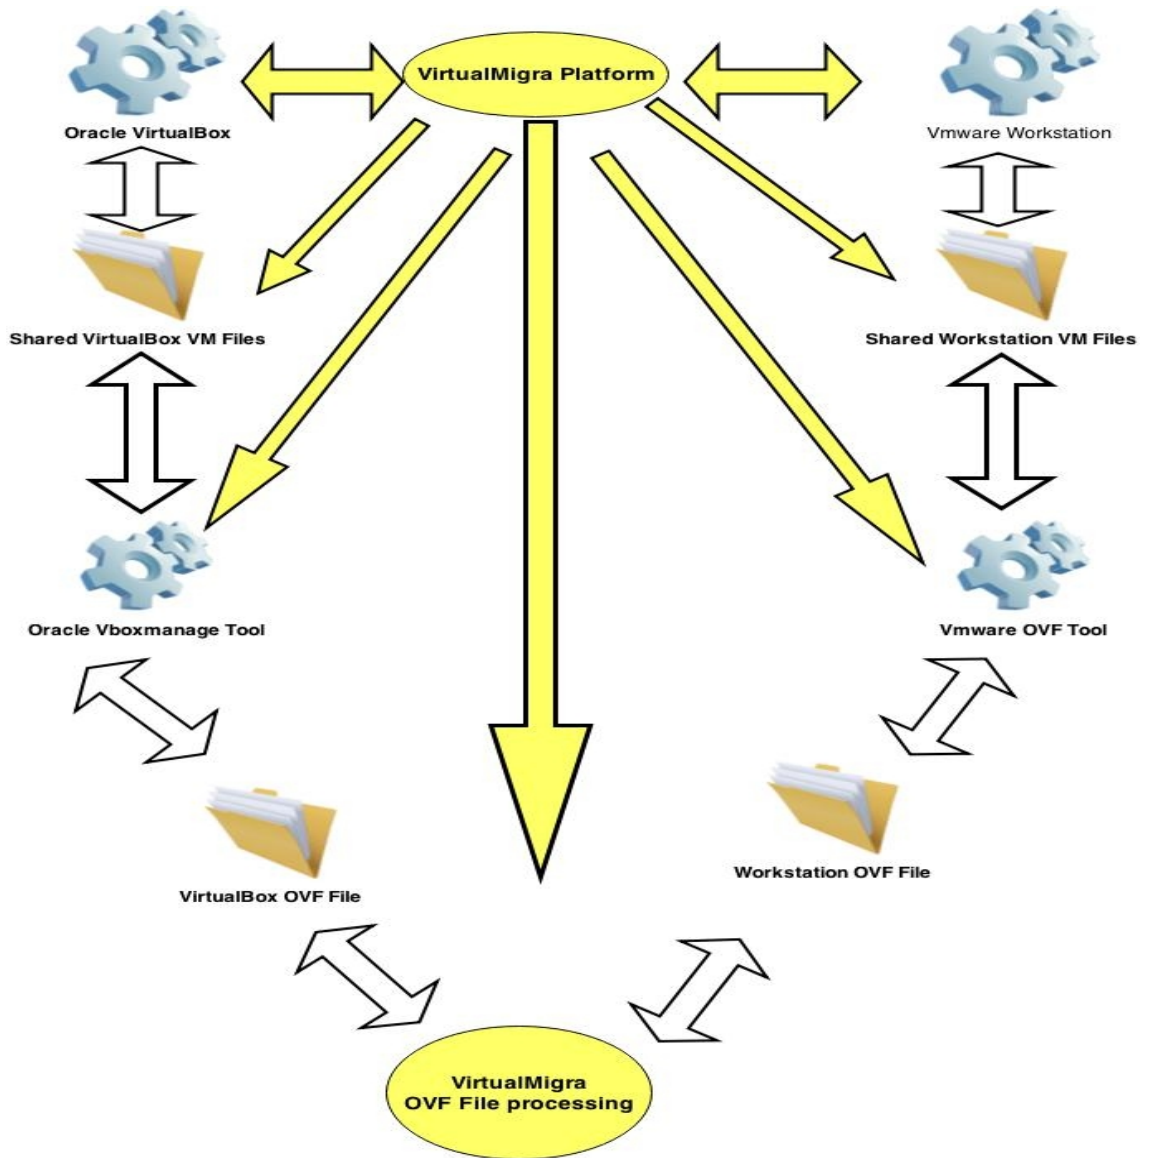 VirtualMigra Platform
Oracle VirtualBox
Vmware Workstation
Shared VirtualBox VM Files
Shared Workstation VM Files
Oracle Vboxmanage Tool
Vmware OVF Tool
VirtualBox OVF File
Workstation OVF File
VirtualMigra
OVF File processing